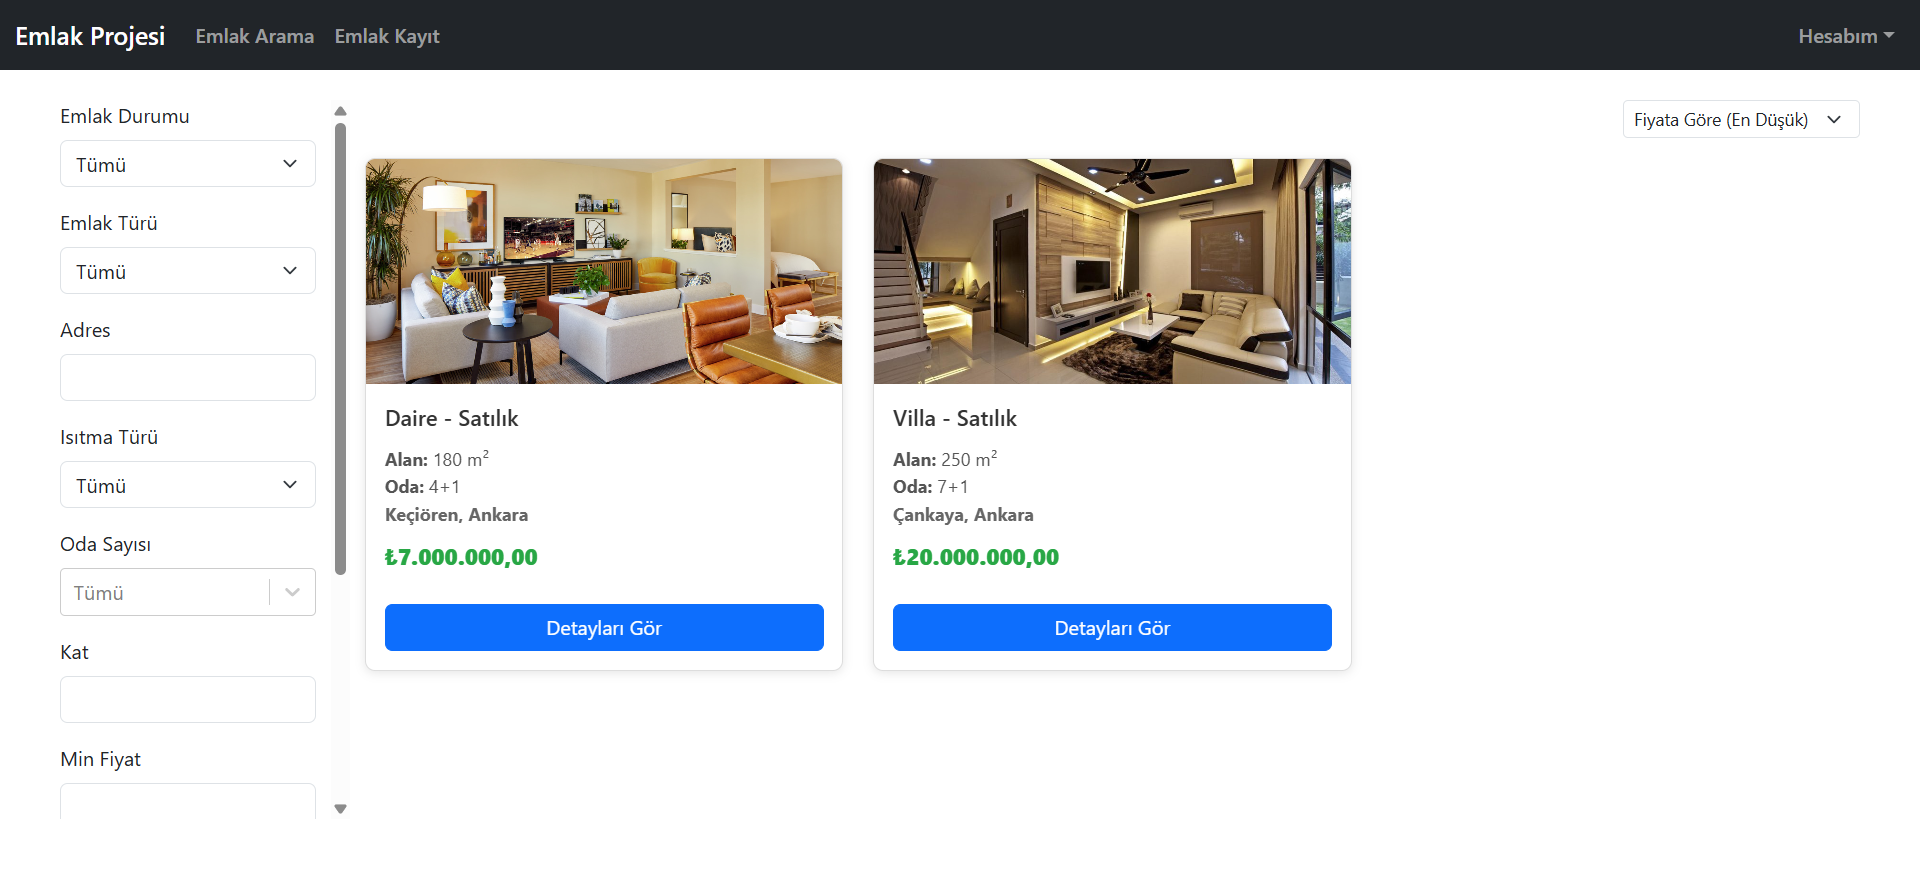 Emlak Projesi
Emlak Arama
Emlak Kayıt
Hesabım
Emlak Durumu
Tümü
Emlak Türü
Tümü
Adres
Isıtma Türü
Tümü
Oda Sayısı
Tümü
Kat
Min Fiyat
Fiyata Göre (En Düşük)
Daire - Satılık
Alan: 180 m²
Oda: 4+1
Keçiören, Ankara
₺7.000.000,00
Detayları Gör
Villa - Satılık
Alan: 250 m²
Oda: 7+1
Çankaya, Ankara
₺20.000.000,00
Detayları Gör